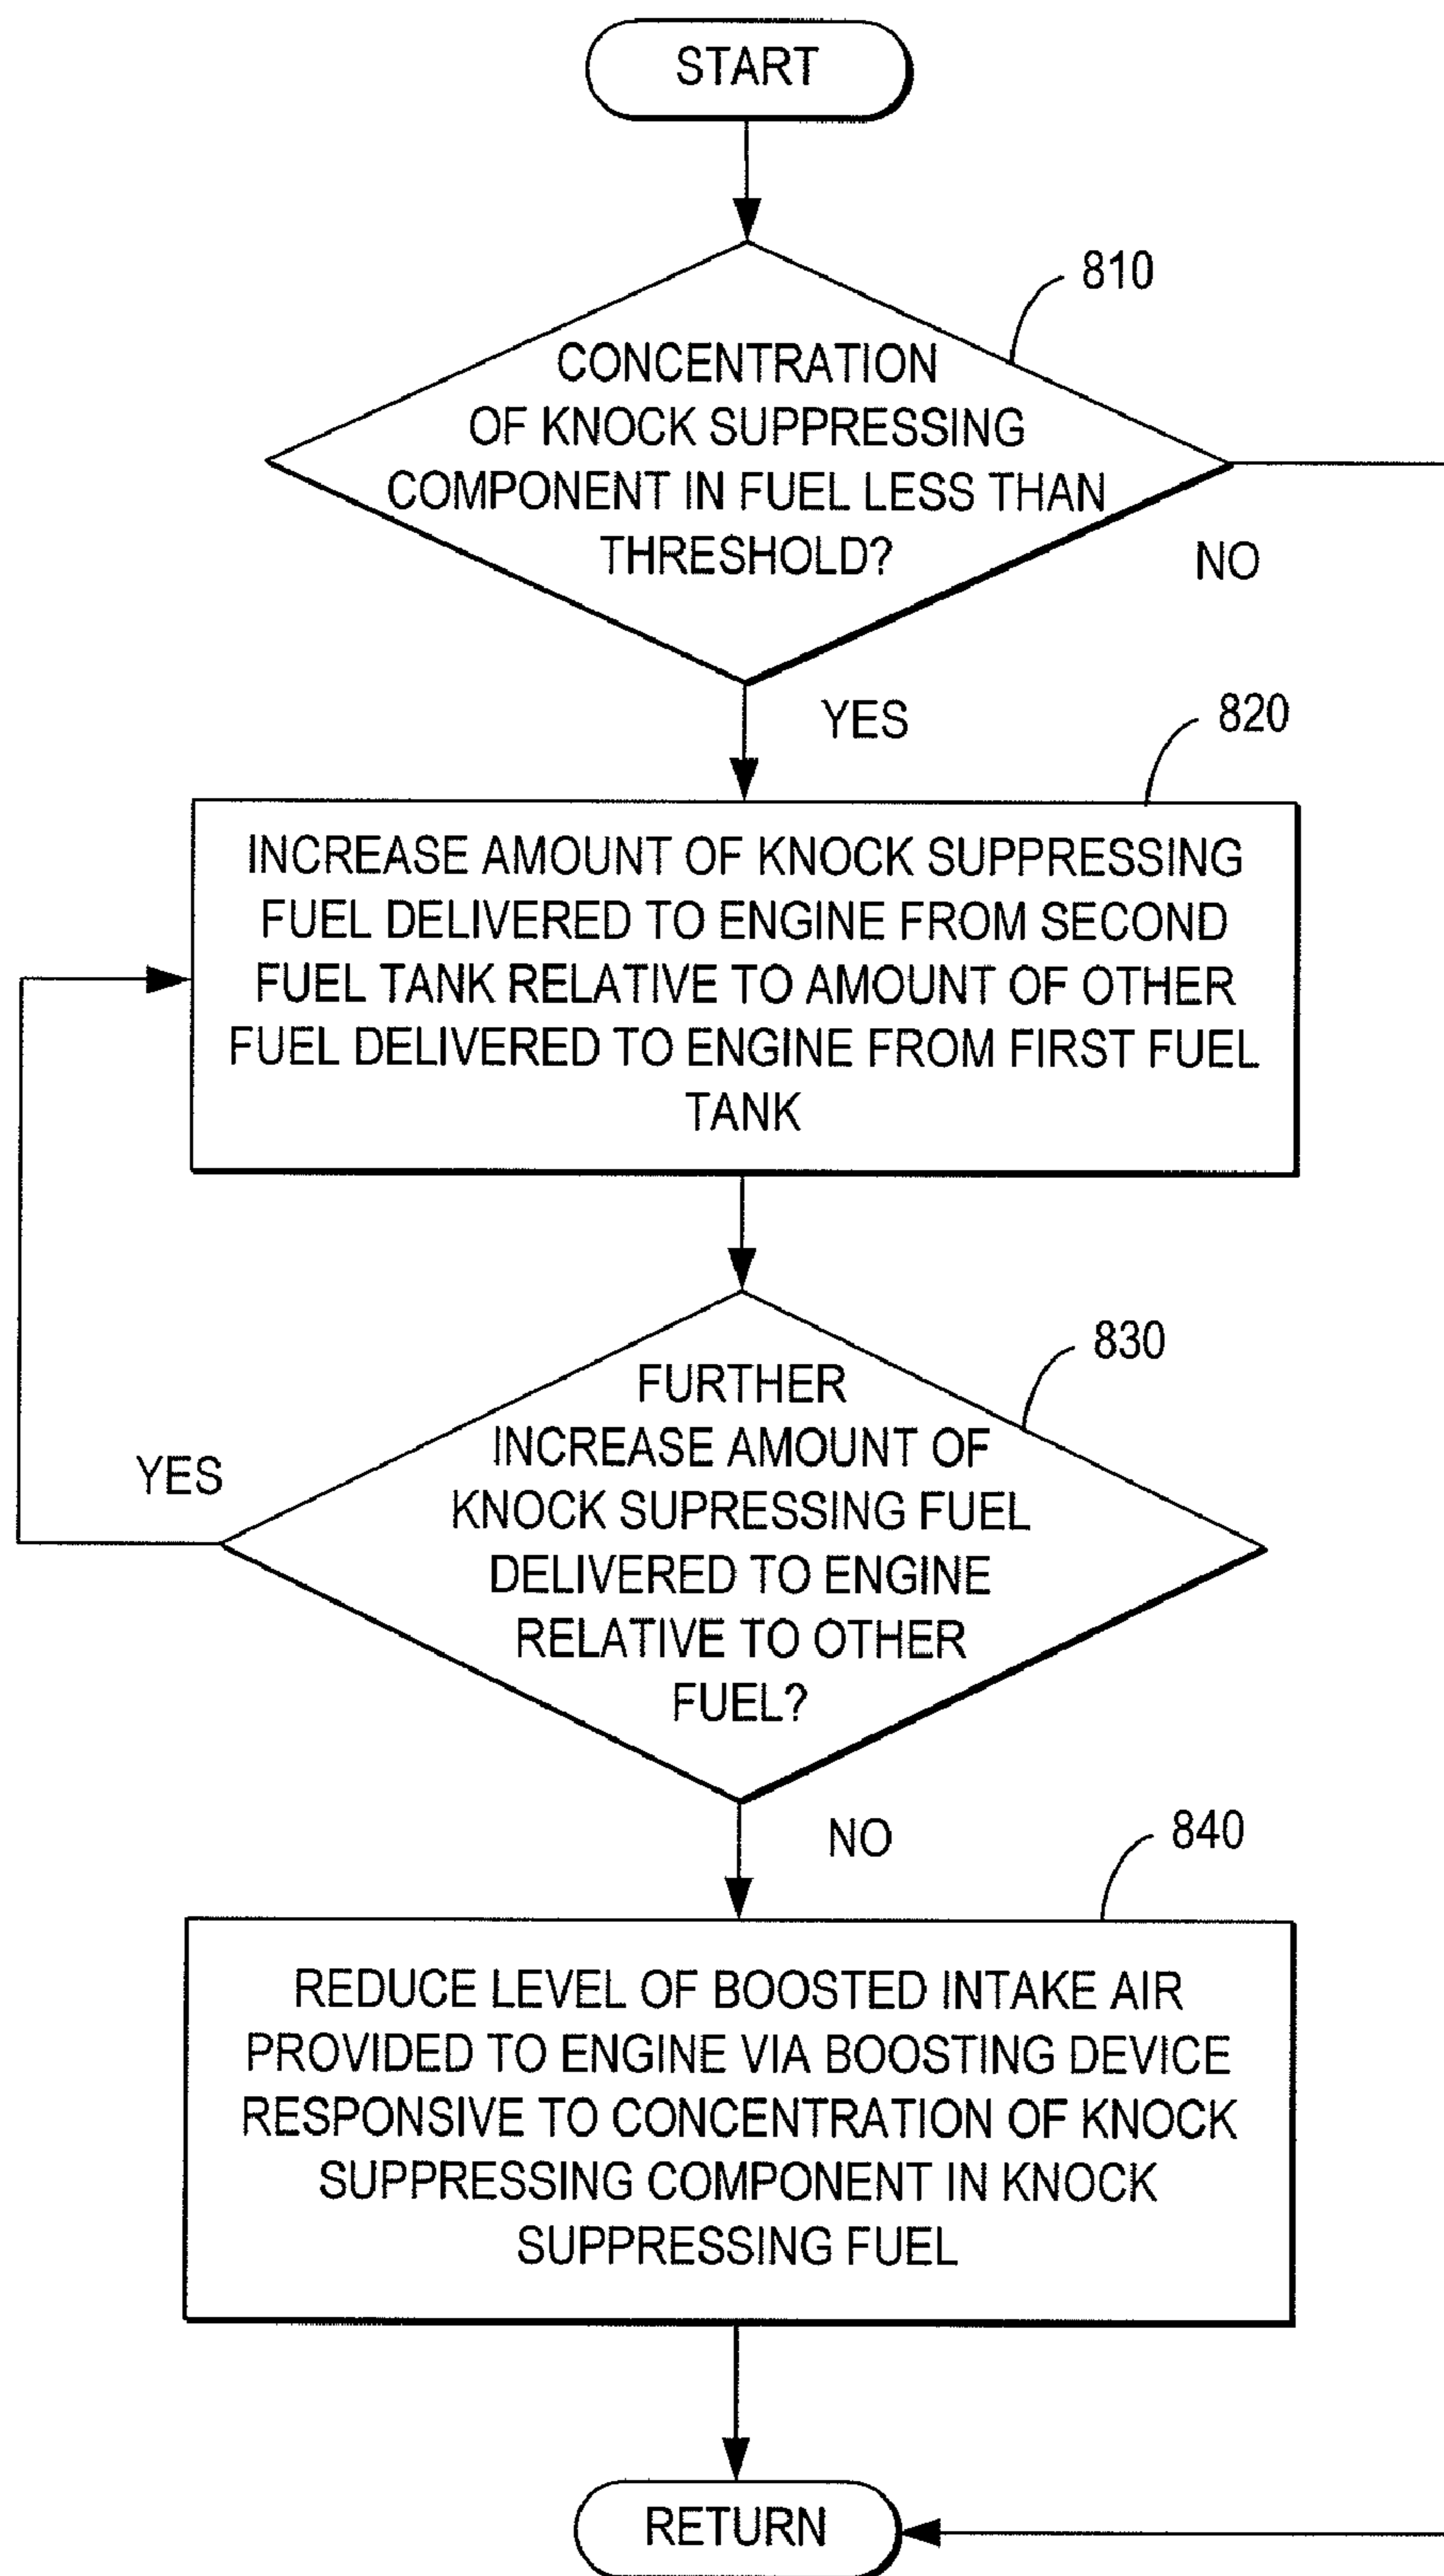 START
810
CONCENTRATION
OF KNOCK SUPPRESSING
COMPONENT IN FUEL LESS THAN
THRESHOLD?
NO
YES
820
INCREASE AMOUNT OF KNOCK SUPPRESSING
FUEL DELIVERED TO ENGINE FROM SECOND
FUEL TANK RELATIVE TO AMOUNT OF OTHER
FUEL DELIVERED TO ENGINE FROM FIRST FUEL
TANK
830
FURTHER
INCREASE AMOUNT OF
KNOCK SUPRESSING FUEL
DELIVERED TO ENGINE
RELATIVE TO OTHER
FUEL?
YES
NO
840
REDUCE LEVEL OF BOOSTED INTAKE AIR
PROVIDED TO ENGINE VIA BOOSTING DEVICE
RESPONSIVE TO CONCENTRATION OF KNOCK
SUPPRESSING COMPONENT IN KNOCK
SUPPRESSING FUEL
RETURN